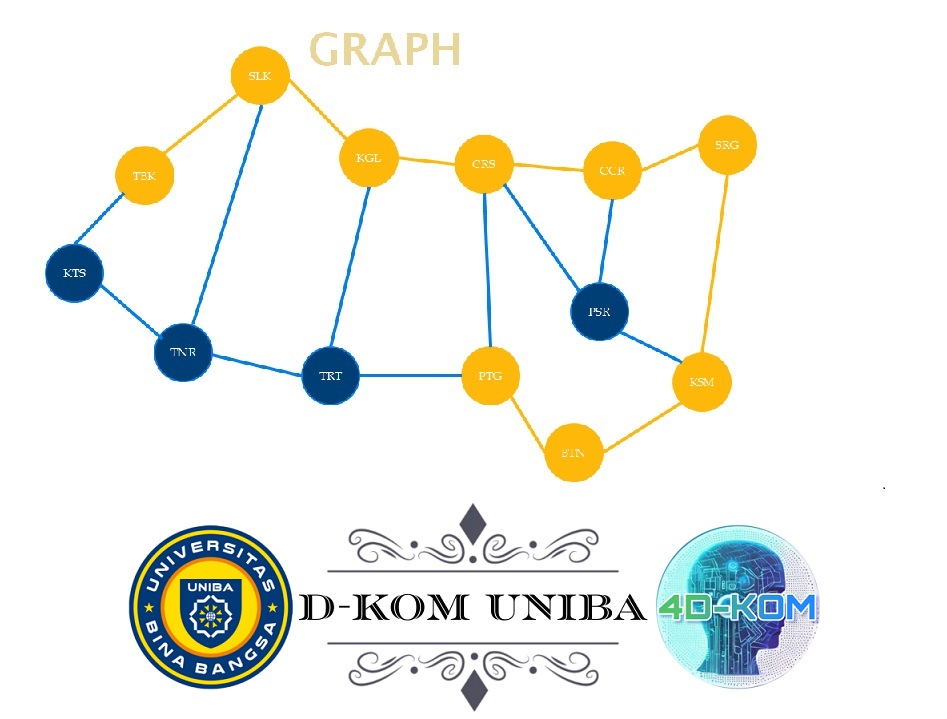 GRAPH
SLK
SRG
KGL
CRS
CCR
TBK
KTS
PSR
TNR
TRT
PTG
KSM
BTN
UNIVERSITAS
UNIBA
BINA BANGSA
D-KOM UNIBA
4D-KOM